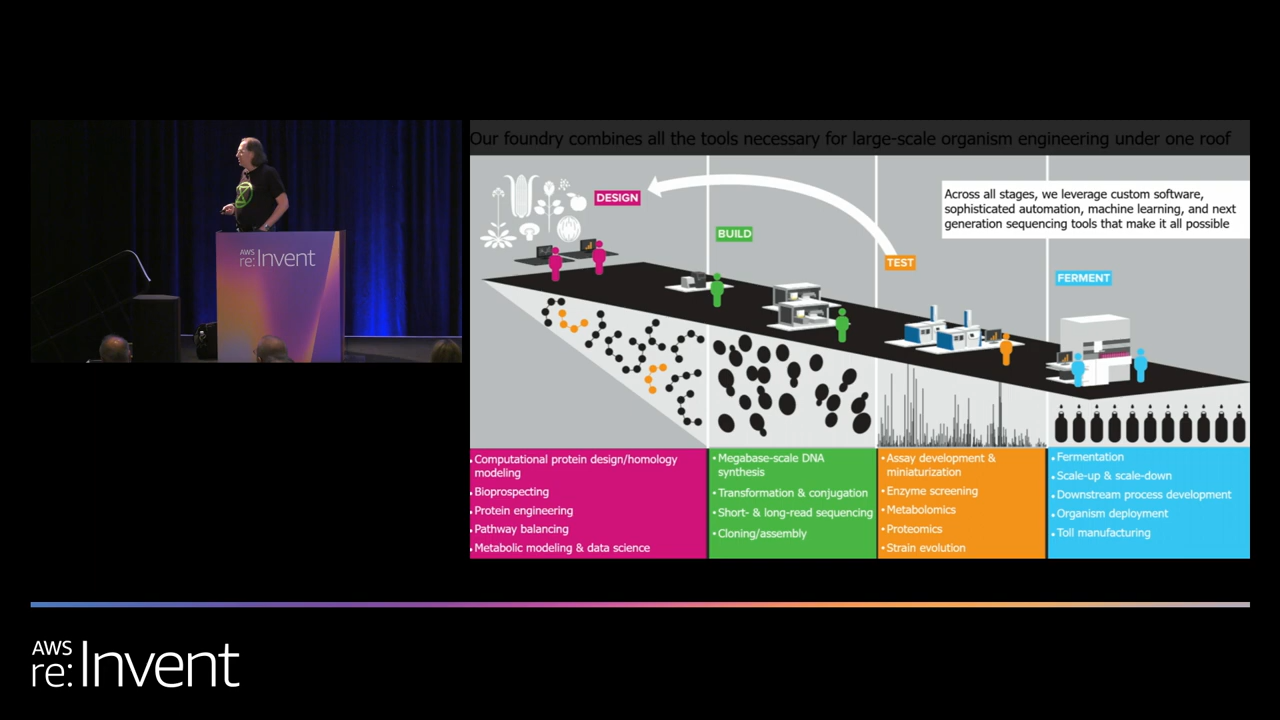 Our foundry combines all the tools necessary for large-scale organism engineering under one roof
DESIGN
BUILD
TEST
FERMENT
Across all stages, we leverage custom software,
sophisticated automation, machine learning, and next
generation sequencing tools that make it all possible
AWS
re:Invent
• Computational protein design/homology
modeling
• Bioprospecting
• Protein engineering
• Pathway balancing
• Metabolic modeling & data science
• Megabase-scale DNA
synthesis
• Transformation & conjugation
• Short- & long-read sequencing
• Cloning/assembly
• Assay development &
miniaturization
• Enzyme screening
• Metabolomics
• Proteomics
• Strain evolution
• Fermentation
• Scale-up & scale-down
• Downstream process development
• Organism deployment
• Toll manufacturing
AWS
re:Invent